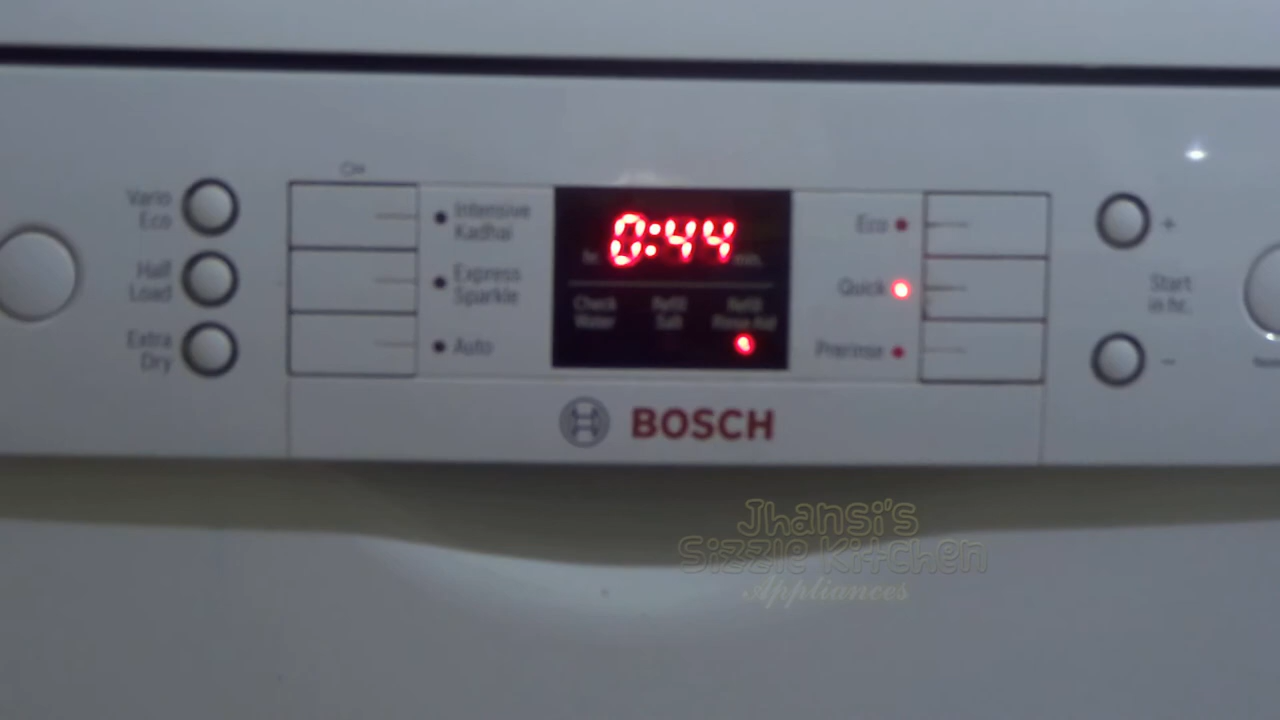 Vario
Eco
Half
Load
Extra
Dry
Intensive
Kadhai
Express
Sparkle
Auto
0:44
hr.
min.
Check
Water
Refill
Salt
Refill
Rinse Aid
Eco
Quick
Prerinse
+
Start
in hr.
-
BOSCH
Jhansi's
Sizzle Kitchen
Appliances